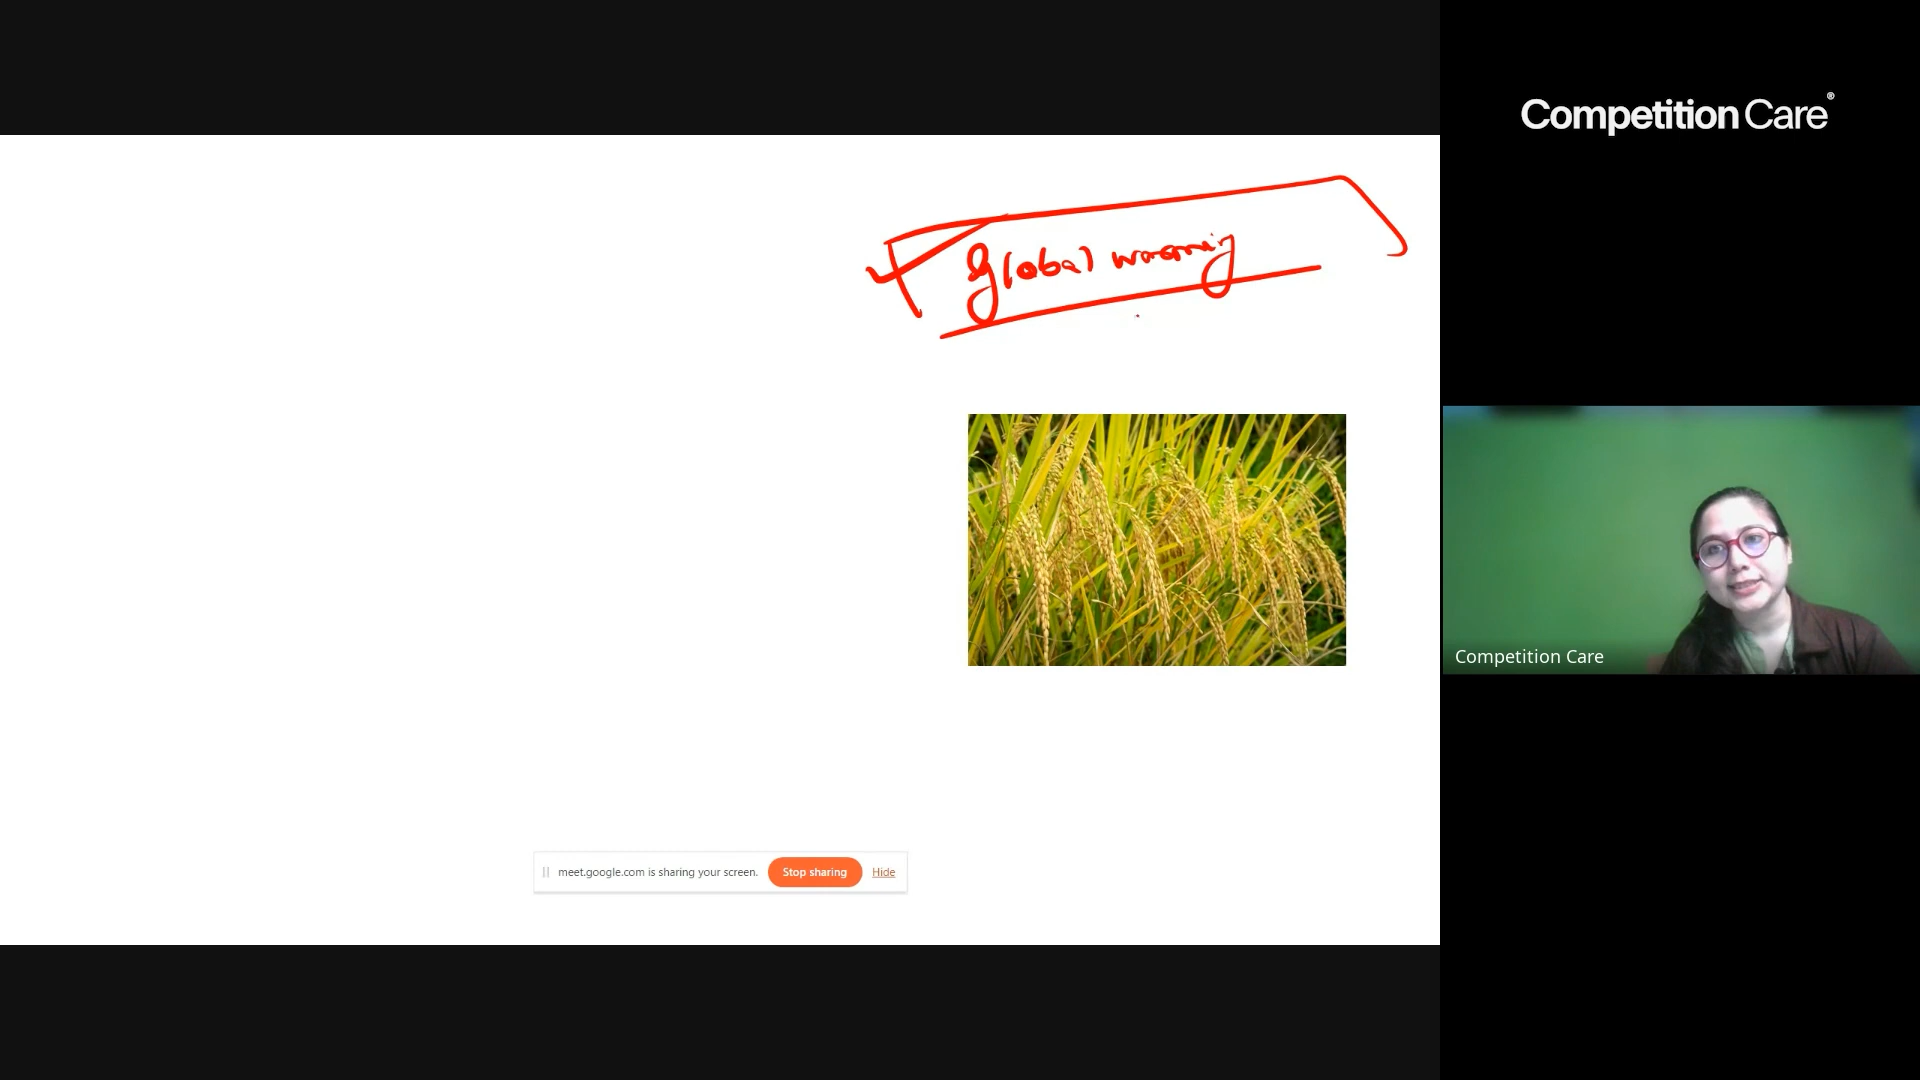 Competition Care®
Global warming
Competition Care
meet.google.com is sharing your screen. Stop sharing Hide